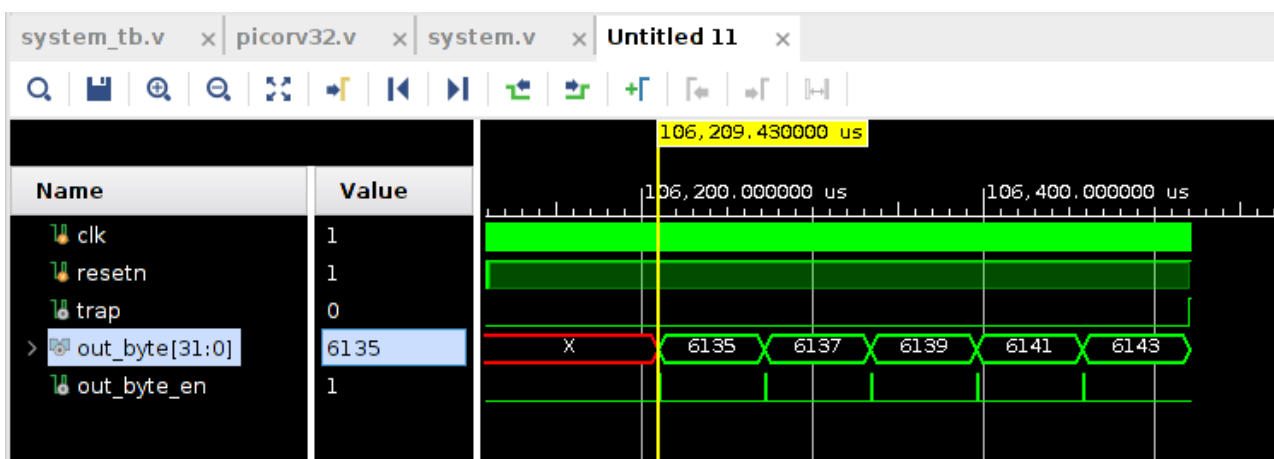 system_tb.v × picorv32.v × system.v × Untitled 11 ×
106,209.430000 us
Name Value 106,200.000000 us 106,400.000000 us
clk 1
resetn 1
trap 0
> out_byte[31:0] 6135 X 6135 6137 6139 6141 6143
out_byte_en 1